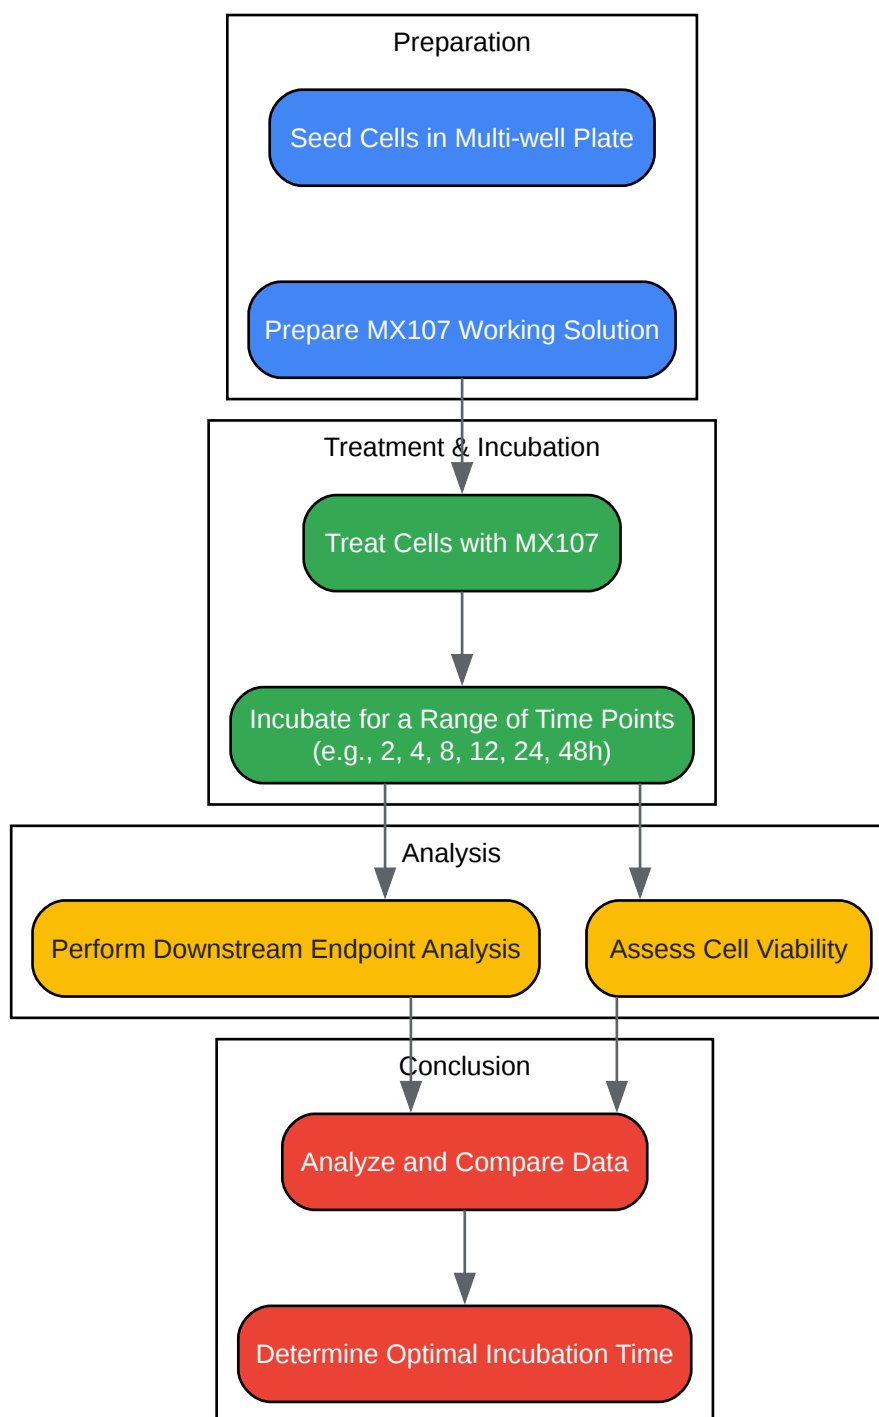 Preparation
Seed Cells in Multi-well Plate
Prepare MX107 Working Solution
Treatment & Incubation
Treat Cells with MX107
Incubate for a Range of Time Points
(e.g., 2, 4, 8, 12, 24, 48h)
Analysis
Perform Downstream Endpoint Analysis
Assess Cell Viability
Conclusion
Analyze and Compare Data
Determine Optimal Incubation Time